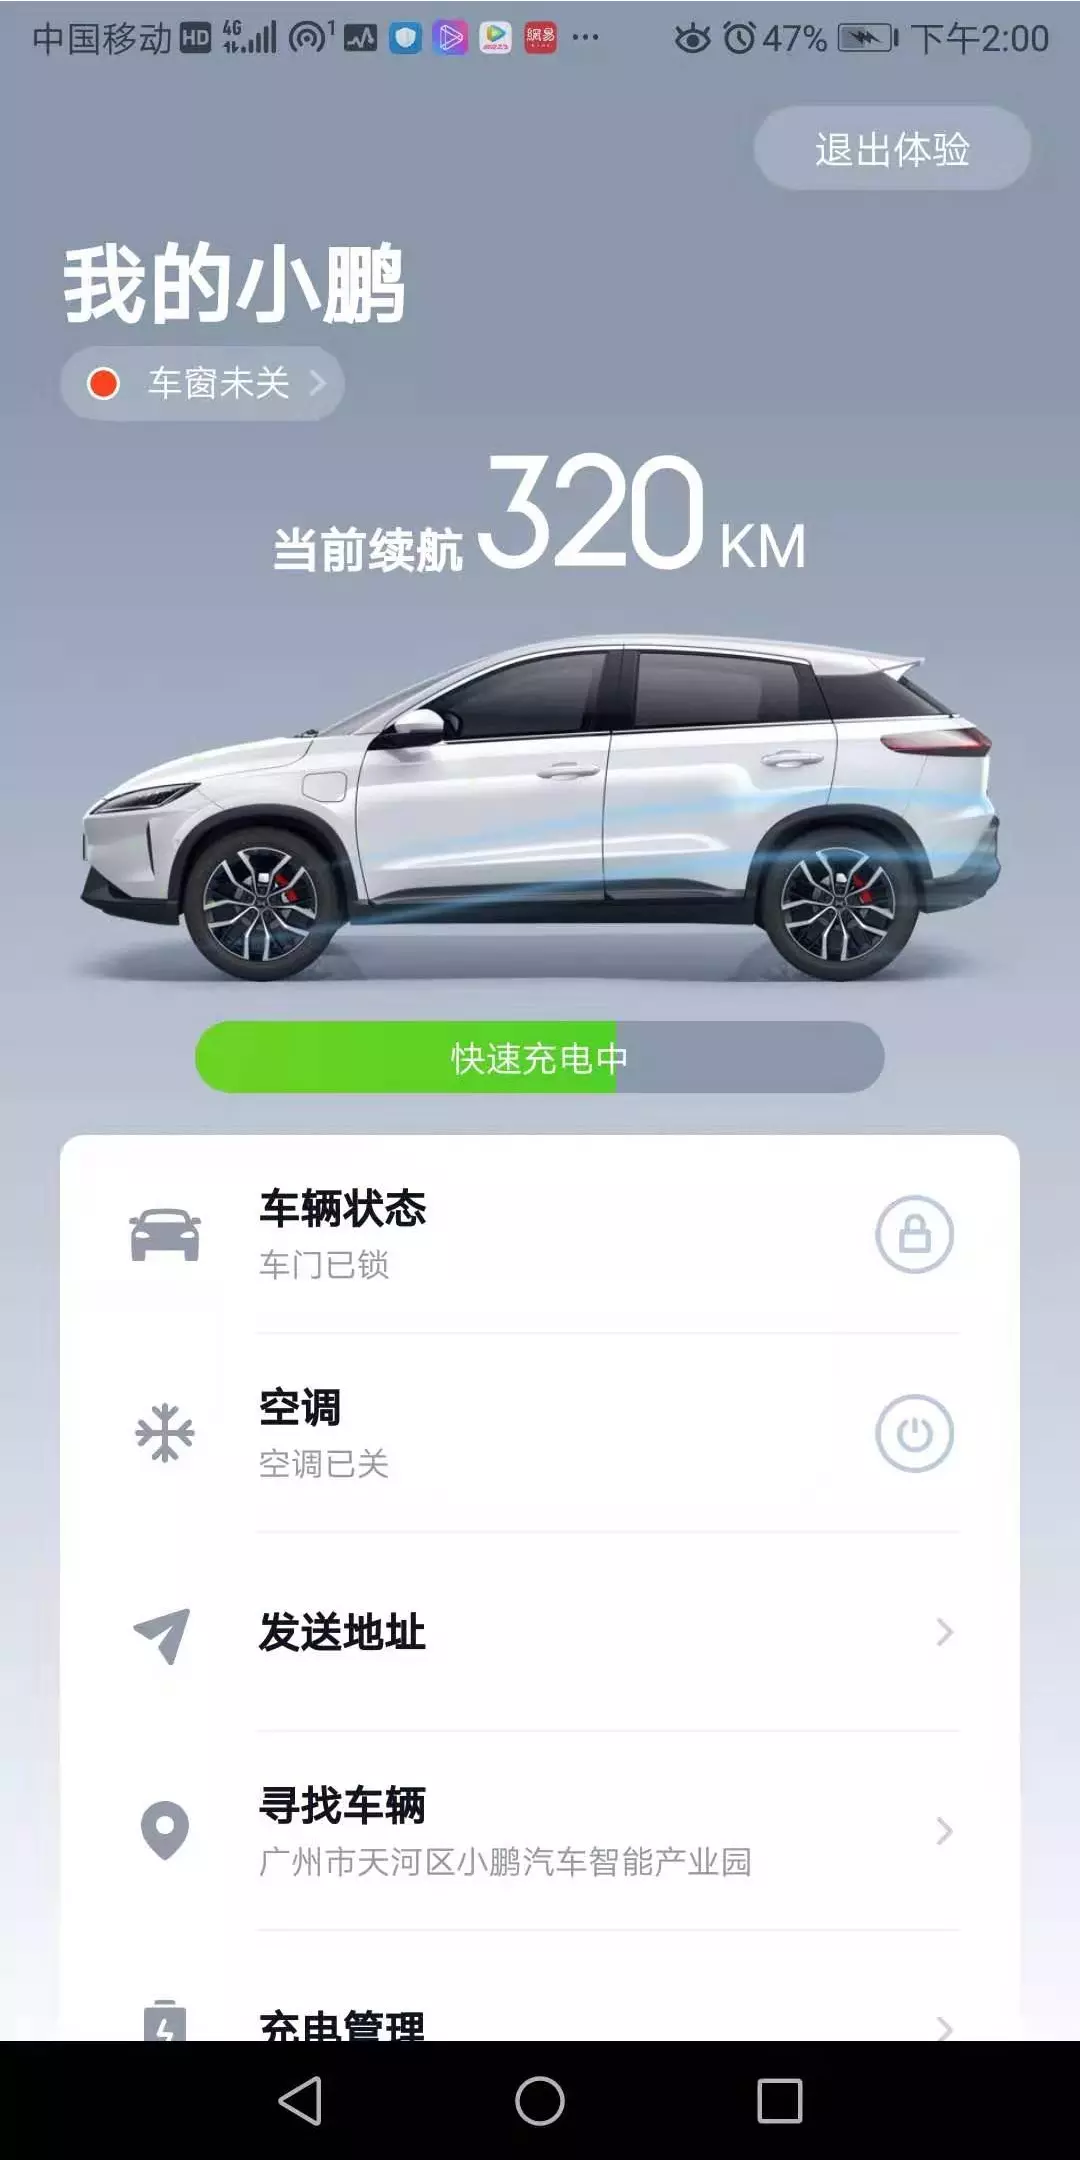 中国移动 HD 4G 1 網易 ··· 47% 下午2:00
退出体验
我的小鹏
车窗未关
当前续航 320 KM
快速充电中
车辆状态
车门已锁
空调
空调已关
发送地址
寻找车辆
广州市天河区小鹏汽车智能产业园
充电管理